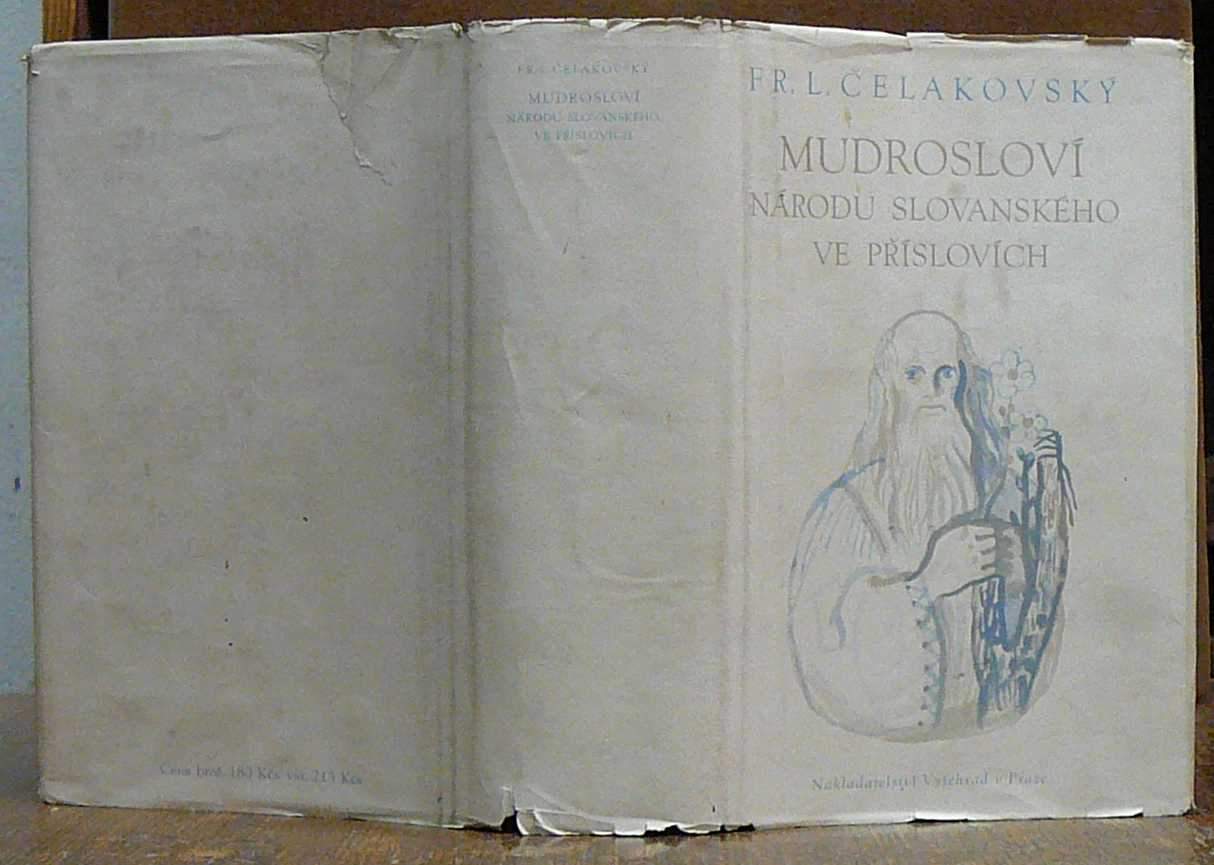 FR. L. ČELAKOVSKÝ
MUDROSLOVÍ
NÁRODU SLOVANSKÉHO
VE PŘÍSLOVÍCH
Nakladatelství Vyšehrad v Praze
FR. L. ČELAKOVSKÝ
MUDROSLOVÍ
NÁRODU SLOVANSKÉHO
VE PŘÍSLOVÍCH
Cena brož. 180 Kčs váz. 213 Kčs